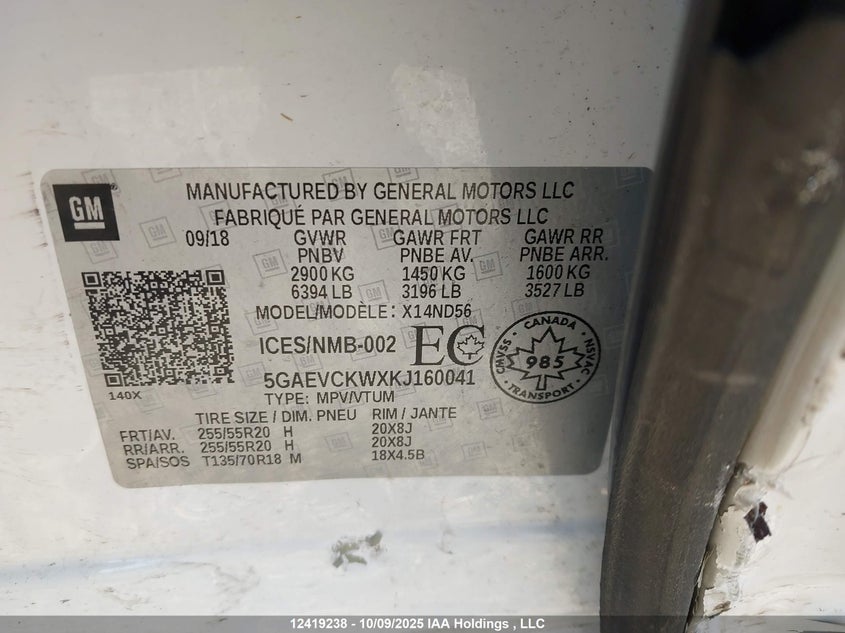 GM
MANUFACTURED BY GENERAL MOTORS LLC
FABRIQUÉ PAR GENERAL MOTORS LLC
09/18 GVWR GAWR FRT GAWR RR
PNBV PNBE AV. PNBE ARR.
2900 KG 1450 KG 1600 KG
6394 LB 3196 LB 3527 LB
MODEL/MODÈLE: X14ND56
ICES/NMB-002 EC
CANADA
CMVSS 985 NSVAC
TRANSPORT
140X
5GAEVCKWXKJ160041
TYPE: MPV/VTUM
TIRE SIZE / DIM. PNEU RIM / JANTE
FRT/AV. 255/55R20 H 20X8J
RR/ARR. 255/55R20 H 20X8J
SPA/SOS T135/70R18 M 18X4.5B
12419238 - 10/09/2025 IAA Holdings , LLC